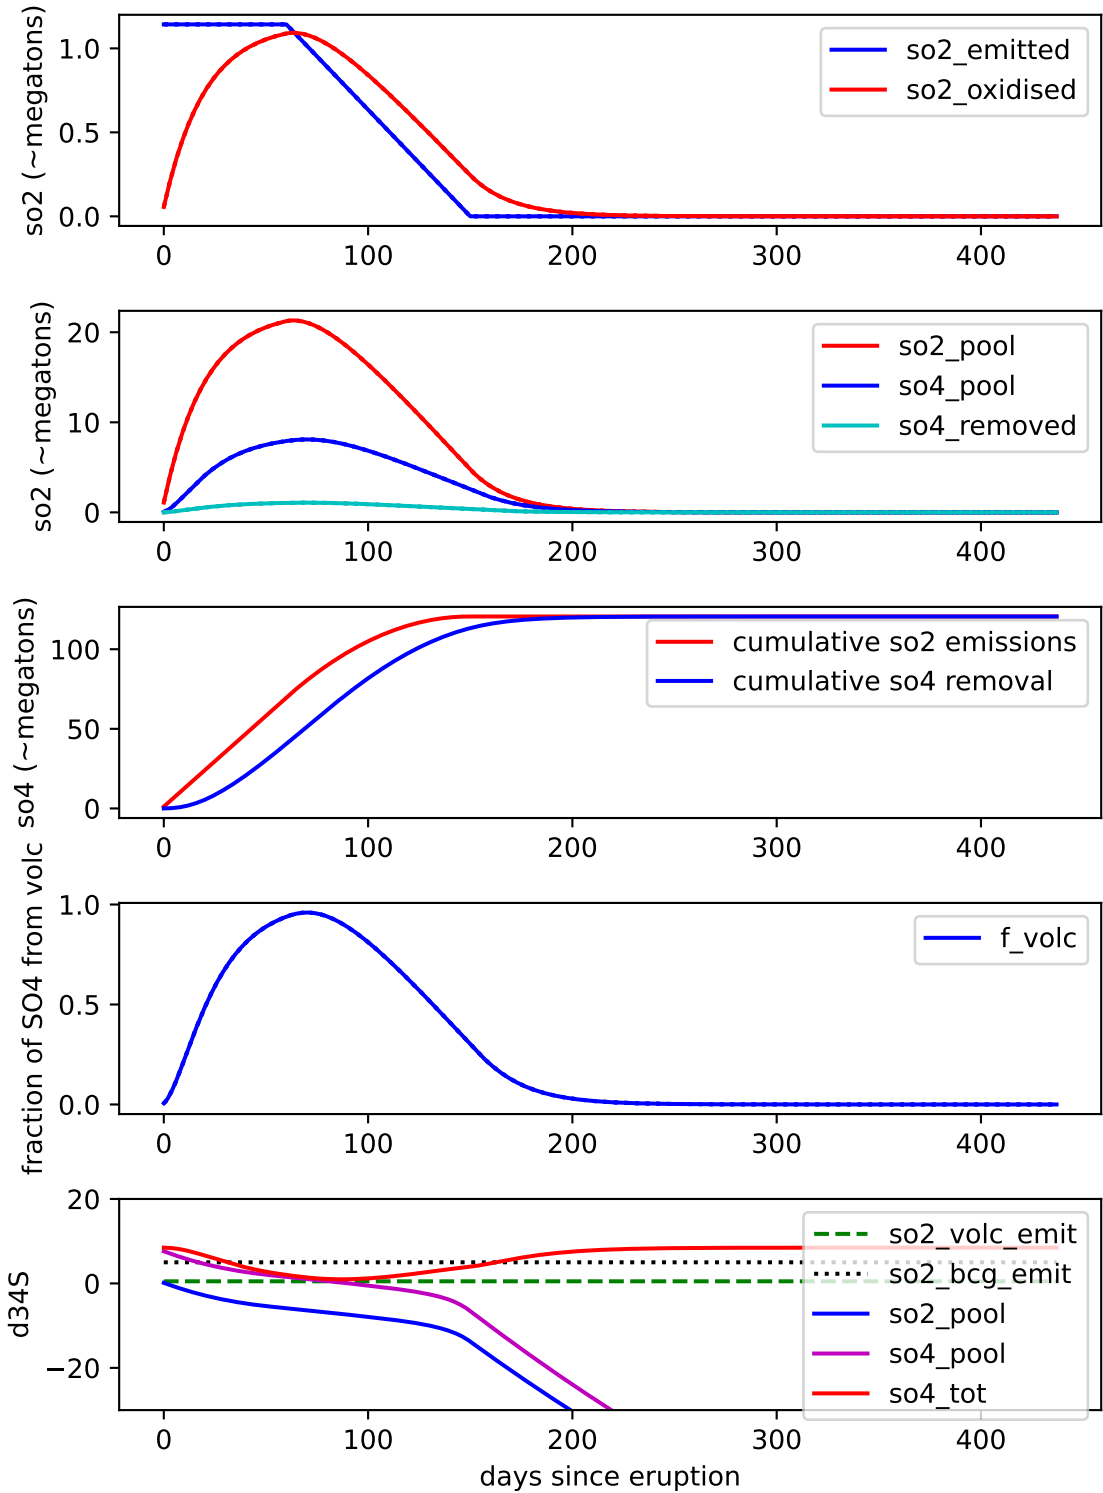 so2 (~megatons)
1.0
0.5
0.0
so2_emitted
so2_oxidised
0 100 200 300 400
so2 (~megatons)
20
10
0
so2_pool
so4_pool
so4_removed
0 100 200 300 400
so4 (~megatons)
100
50
0
cumulative so2 emissions
cumulative so4 removal
0 100 200 300 400
fraction of SO4 from volc
1.0
0.5
0.0
f_volc
0 100 200 300 400
d34S
20
0
−20
so2_volc_emit
so2_bcg_emit
so2_pool
so4_pool
so4_tot
0 100 200 300 400
days since eruption